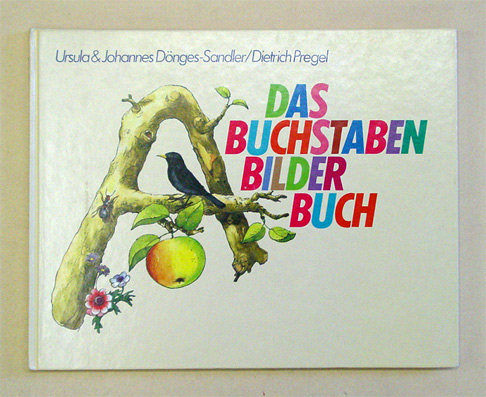 Ursula & Johannes Dönges-Sandler/Dietrich Pregel
DAS
BUCHSTABEN
BILDER
BUCH